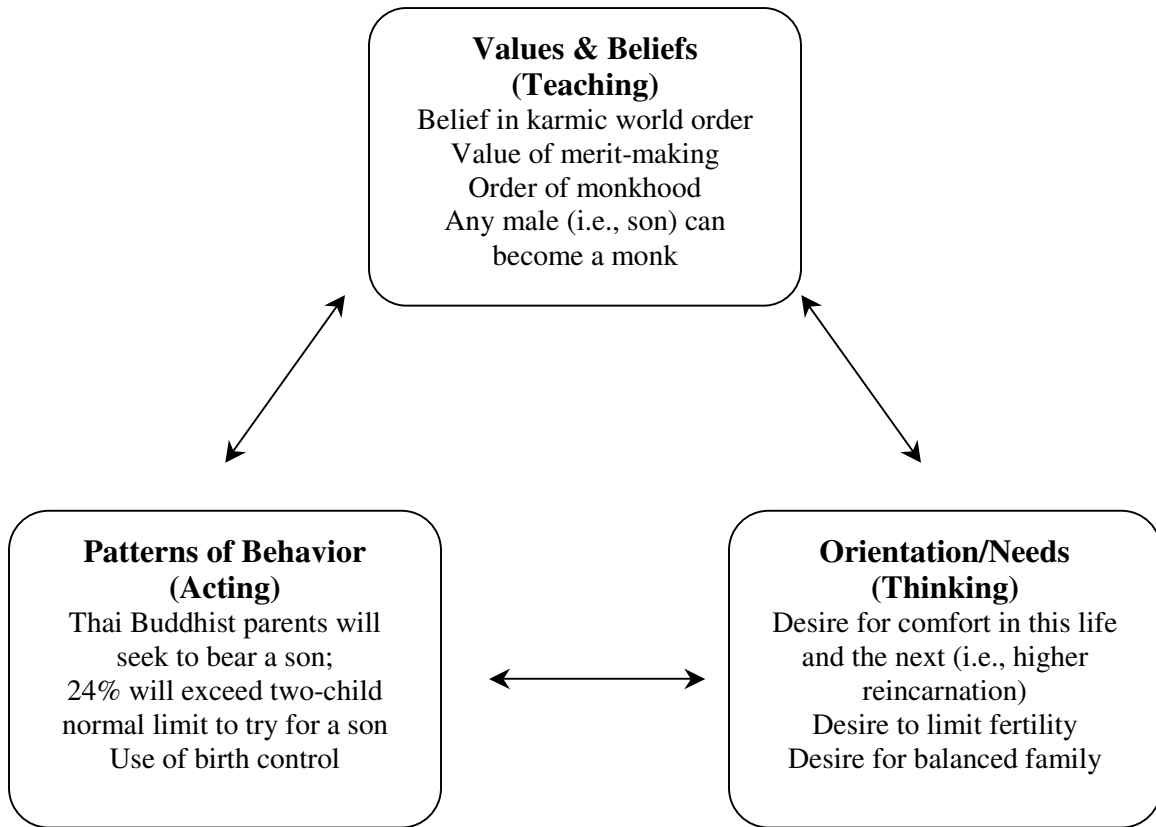 Values & Beliefs
(Teaching)
Belief in karmic world order
Value of merit-making
Order of monkhood
Any male (i.e., son) can
become a monk
Patterns of Behavior
(Acting)
Thai Buddhist parents will
seek to bear a son;
24% will exceed two-child
normal limit to try for a son
Use of birth control
Orientation/Needs
(Thinking)
Desire for comfort in this life
and the next (i.e., higher
reincarnation)
Desire to limit fertility
Desire for balanced family